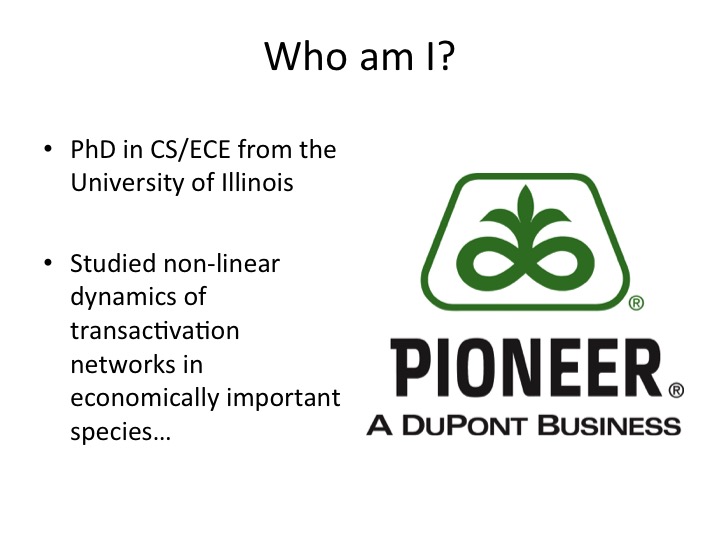 Who am I?
• PhD in CS/ECE from the
University of Illinois
• Studied non-linear
dynamics of
transactivation
networks in
economically important
species…
®
PIONEER®
A DUPONT BUSINESS